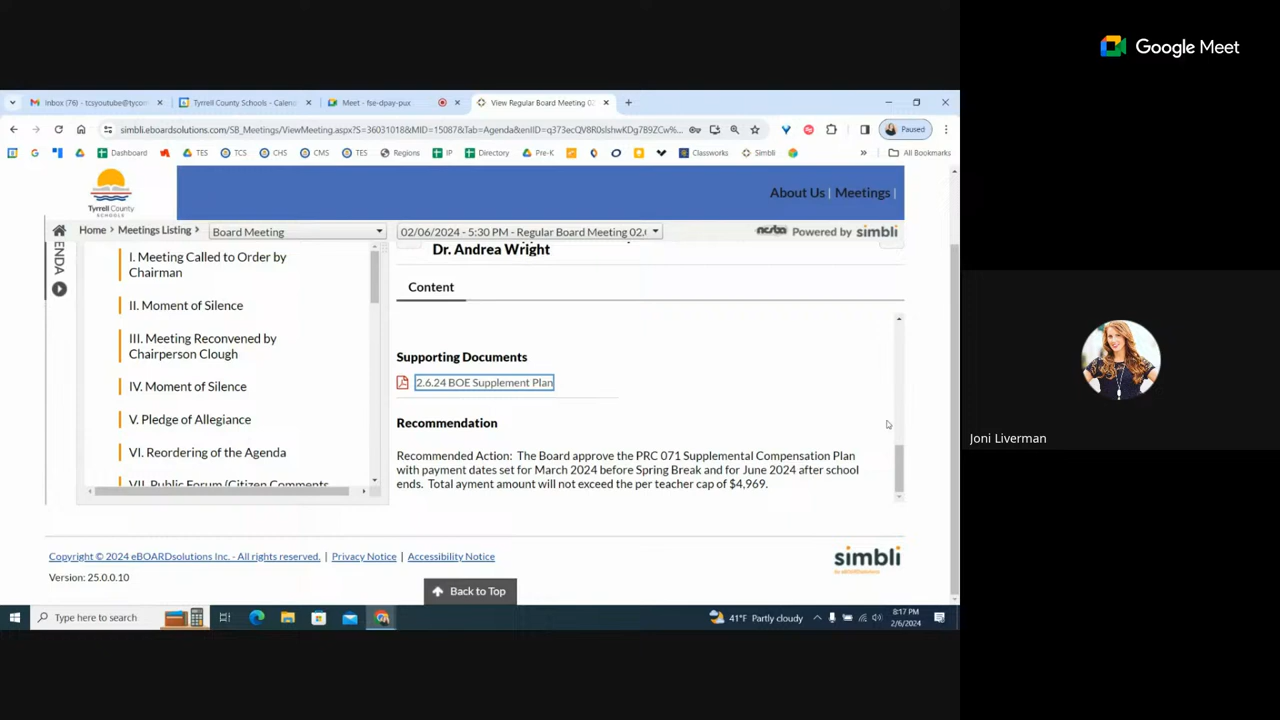 Google Meet
Inbox (76) - tcsyoutube@tycom
Tyrrell County Schools - Calend
Meet - fse-dpay-pux
View Regular Board Meeting 02
simbli.eboardsolutions.com/SB_Meetings/ViewMeeting.aspx?S=36031018&MID=15087&Tab=Agenda&enIID=q373ecQV8R0slshwKDg7B9ZCw%...
Paused
Dashboard
TES
TCS
CHS
CMS
TES
Regions
IP
Directory
Pre-K
Classworks
Simbli
All Bookmarks
Tyrrell County
SCHOOLS
About Us | Meetings |
Home > Meetings Listing >
Board Meeting
02/06/2024 - 5:30 PM - Regular Board Meeting 02.
ncsba Powered by simbli
ENDA
I. Meeting Called to Order by
Chairman
II. Moment of Silence
III. Meeting Reconvened by
Chairperson Clough
IV. Moment of Silence
V. Pledge of Allegiance
VI. Reordering of the Agenda
VII. Public Forum (Citizen Comments
Dr. Andrea Wright
Content
Supporting Documents
2.6.24 BOE Supplement Plan
Recommendation
Recommended Action: The Board approve the PRC 071 Supplemental Compensation Plan
with payment dates set for March 2024 before Spring Break and for June 2024 after school
ends. Total ayment amount will not exceed the per teacher cap of $4,969.
Joni Liverman
Copyright © 2024 eBOARDsolutions Inc. - All rights reserved. | Privacy Notice | Accessibility Notice
Version: 25.0.0.10
simbli
Back to Top
Type here to search
41°F Partly cloudy
8:17 PM
2/6/2024